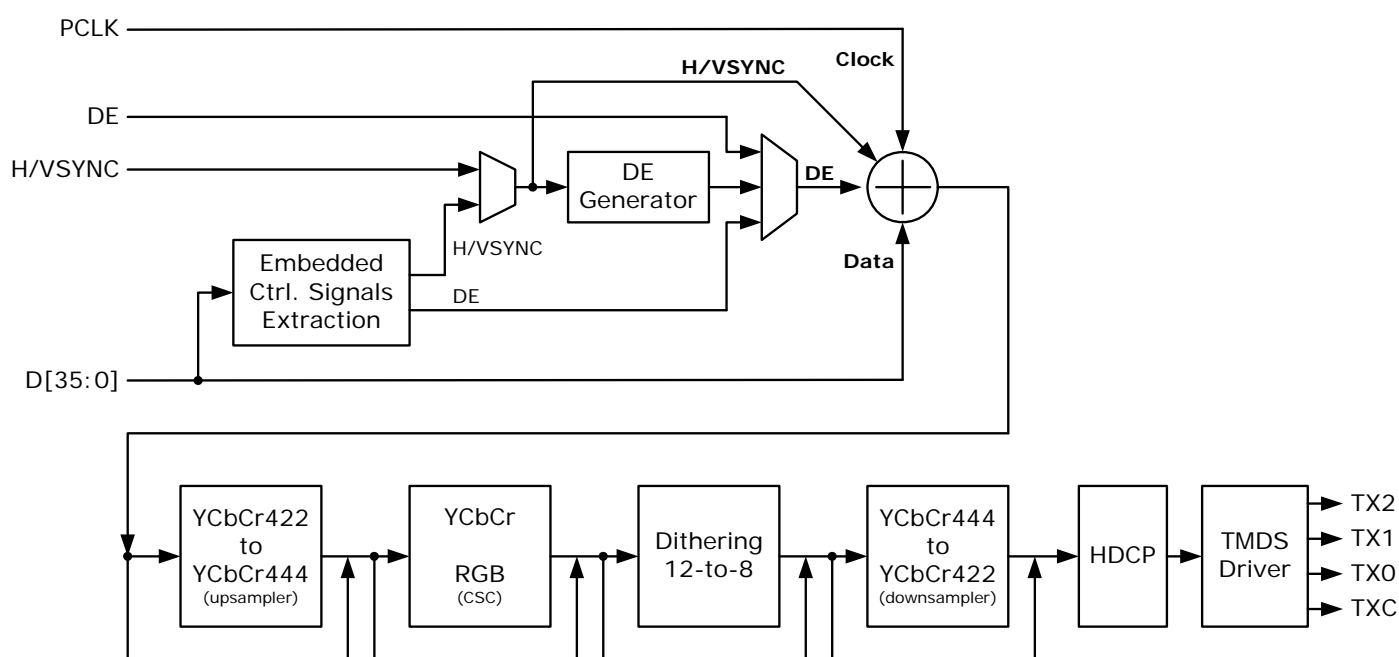 PCLK
Clock
H/VSYNC
DE
H/VSYNC
DE
Generator
DE
H/VSYNC
Embedded
Ctrl. Signals
Extraction
DE
Data
D[35:0]
YCbCr422
to
YCbCr444
(upsampler)
YCbCr
RGB
(CSC)
Dithering
12-to-8
YCbCr444
to
YCbCr422
(downsampler)
HDCP
TMDS
Driver
TX2
TX1
TX0
TXC